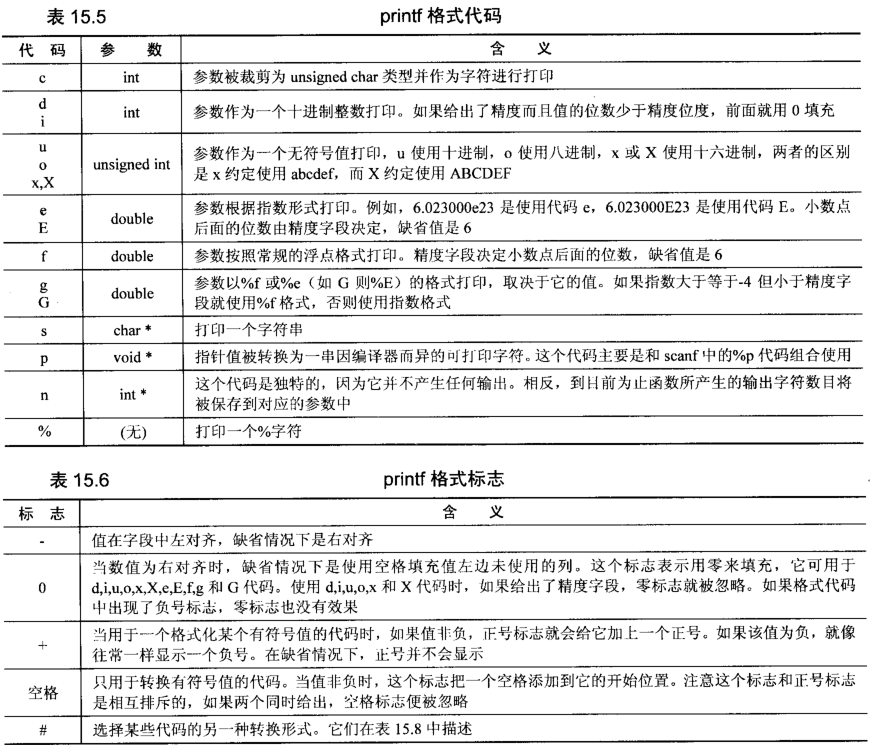 表 15.5 printf 格式代码
代 码 参 数 含 义
c int 参数被裁剪为 unsigned char 类型并作为字符进行打印
d
i
int
参数作为一个十进制整数打印。如果给出了精度而且值的位数少于精度位度，前面就用 0 填充
u
o
x,X
unsigned int
参数作为一个无符号值打印，u 使用十进制，o 使用八进制，x 或 X 使用十六进制，两者的区别
是 x 约定使用 abcdef，而 X 约定使用 ABCDEF
e
E
double
参数根据指数形式打印。例如，6.023000e23 是使用代码 e，6.023000E23 是使用代码 E。小数点
后面的位数由精度字段决定，缺省值是 6
f double 参数按照常规的浮点格式打印。精度字段决定小数点后面的位数，缺省值是 6
g
G
double
参数以%f 或%e（如 G 则%E）的格式打印，取决于它的值。如果指数大于等于-4 但小于精度字
段就使用%f 格式，否则使用指数格式
s char * 打印一个字符串
p void * 指针值被转换为一串因编译器而异的可打印字符。这个代码主要是和 scanf 中的%p 代码组合使用
n int *
这个代码是独特的，因为它并不产生任何输出。相反，到目前为止函数所产生的输出字符数目将
被保存到对应的参数中
% (无) 打印一个%字符
表 15.6 printf 格式标志
标 志 含 义
- 值在字段中左对齐，缺省情况下是右对齐
0
当数值为右对齐时，缺省情况下是使用空格填充值左边未使用的列。这个标志表示用零来填充，它可用于
d,i,u,o,x,X,e,E,f,g 和 G 代码。使用 d,i,u,o,x 和 X 代码时，如果给出了精度字段，零标志就被忽略。如果格式代码
中出现了负号标志，零标志也没有效果
+
当用于一个格式化某个有符号值的代码时，如果值非负，正号标志就会给它加上一个正号。如果该值为负，就像
往常一样显示一个负号。在缺省情况下，正号并不会显示
空格
只用于转换有符号值的代码。当值非负时，这个标志把一个空格添加到它的开始位置。注意这个标志和正号标志
是相互排斥的，如果两个同时给出，空格标志便被忽略
# 选择某些代码的另一种转换形式。它们在表 15.8 中描述